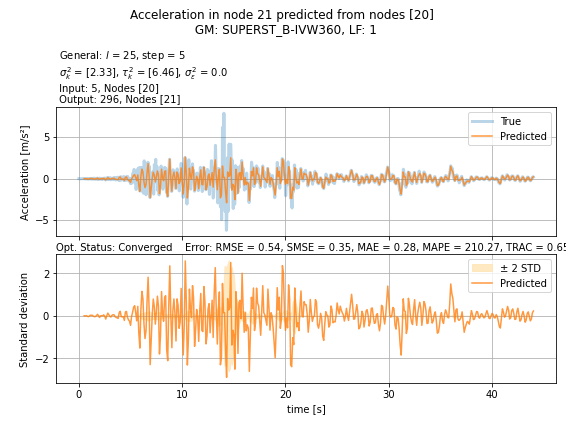 Acceleration in node 21 predicted from nodes [20]
GM: SUPERST_B-IVW360, LF: 1
General: l = 25, step = 5
σ²ₖ = [2.33], τ²ₖ = [6.46], σ²ε = 0.0
Input: 5, Nodes [20]
Output: 296, Nodes [21]
Acceleration [m/s²]
5
0
−5
True
Predicted
Opt. Status: Converged Error: RMSE = 0.54, SMSE = 0.35, MAE = 0.28, MAPE = 210.27, TRAC = 0.65
Standard deviation
2
0
−2
± 2 STD
Predicted
0 10 20 30 40
time [s]